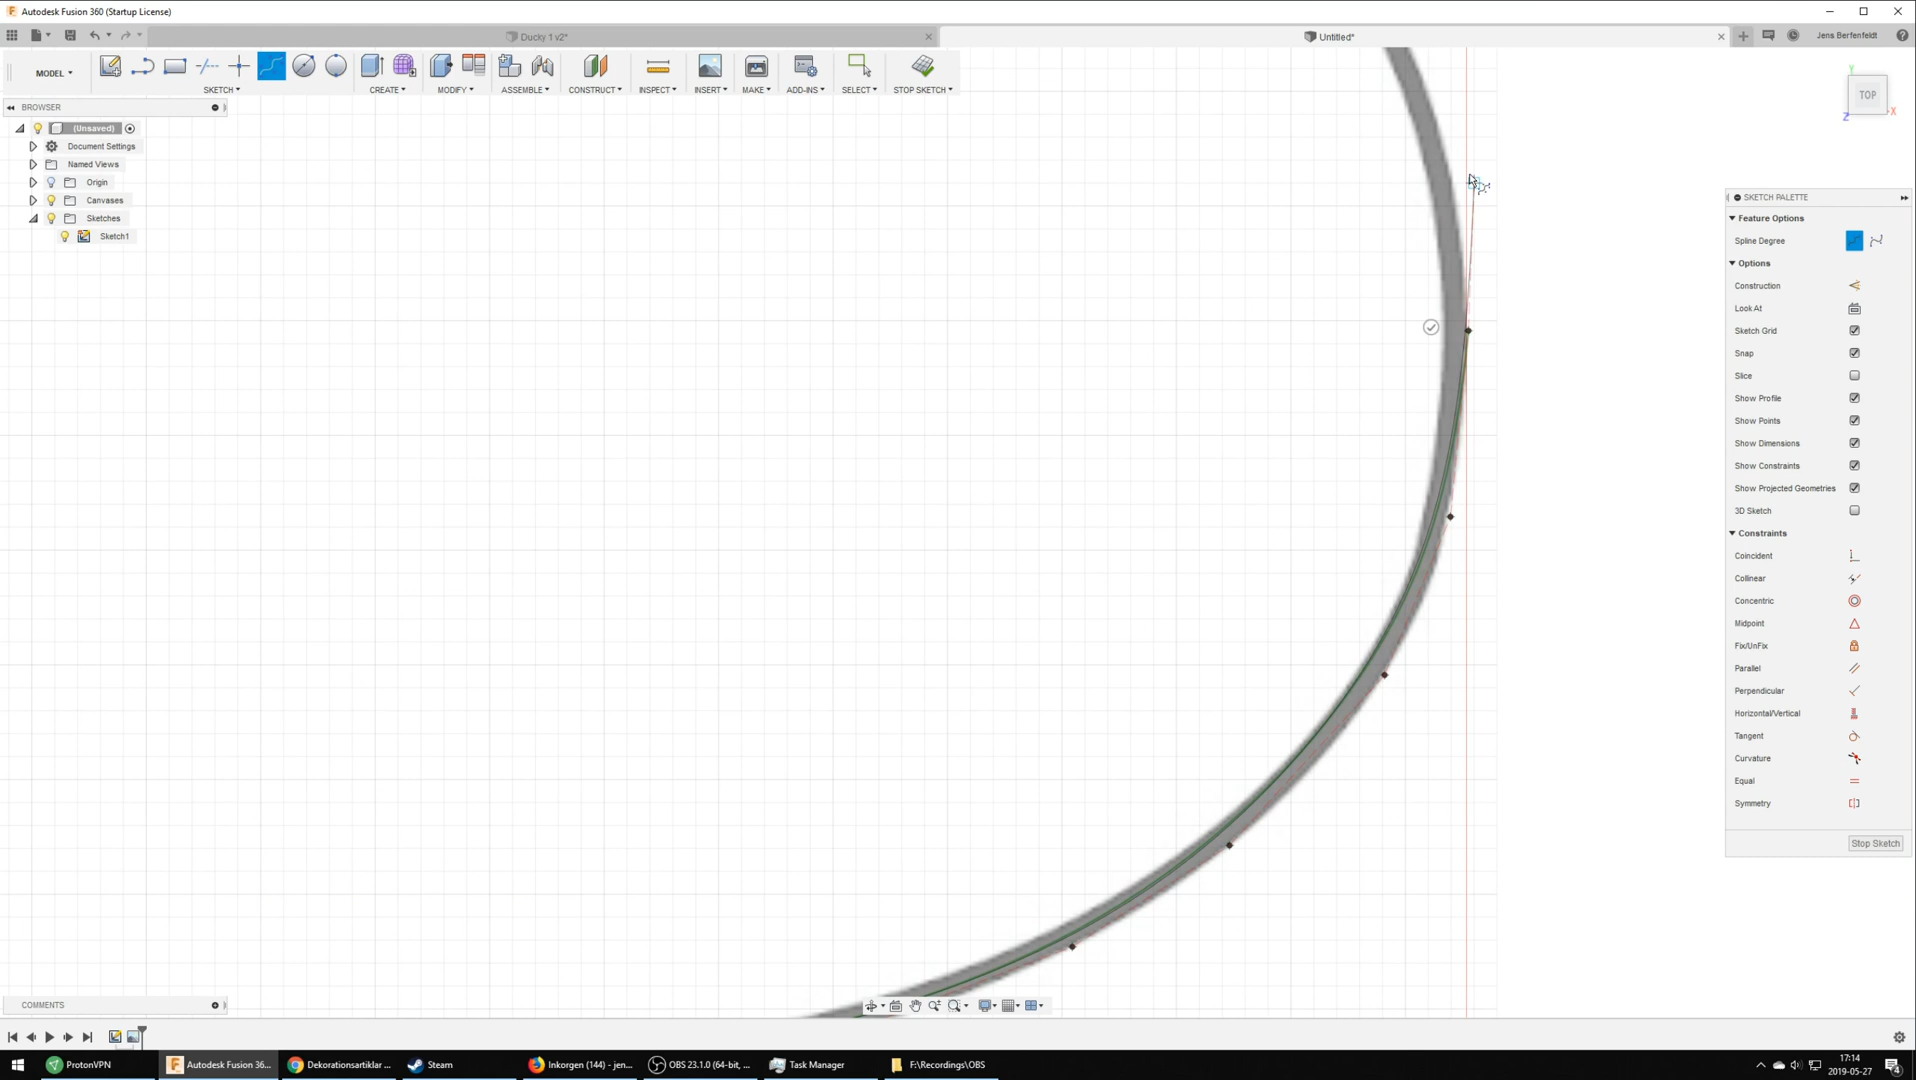 Autodesk Fusion 360 (Startup License)
Ducky 1 v2*
Untitled*
Jens Berfenfeldt
MODEL
SKETCH
CREATE
MODIFY
ASSEMBLE
CONSTRUCT
INSPECT
INSERT
MAKE
ADD-INS
SELECT
STOP SKETCH
BROWSER
(Unsaved)
Document Settings
Named Views
Origin
Canvases
Sketches
Sketch1
Y
TOP
Z
X
SKETCH PALETTE
Feature Options
Spline Degree
Options
Construction
Look At
Sketch Grid
Snap
Slice
Show Profile
Show Points
Show Dimensions
Show Constraints
Show Projected Geometries
3D Sketch
Constraints
Coincident
Collinear
Concentric
Midpoint
Fix/UnFix
Parallel
Perpendicular
Horizontal/Vertical
Tangent
Curvature
Equal
Symmetry
Stop Sketch
COMMENTS
ProtonVPN
Autodesk Fusion 36...
Dekorationsartiklar ...
Steam
Inkorgen (144) - jen...
OBS 23.1.0 (64-bit, ...
Task Manager
F:\Recordings\OBS
17:14
2019-05-27
4